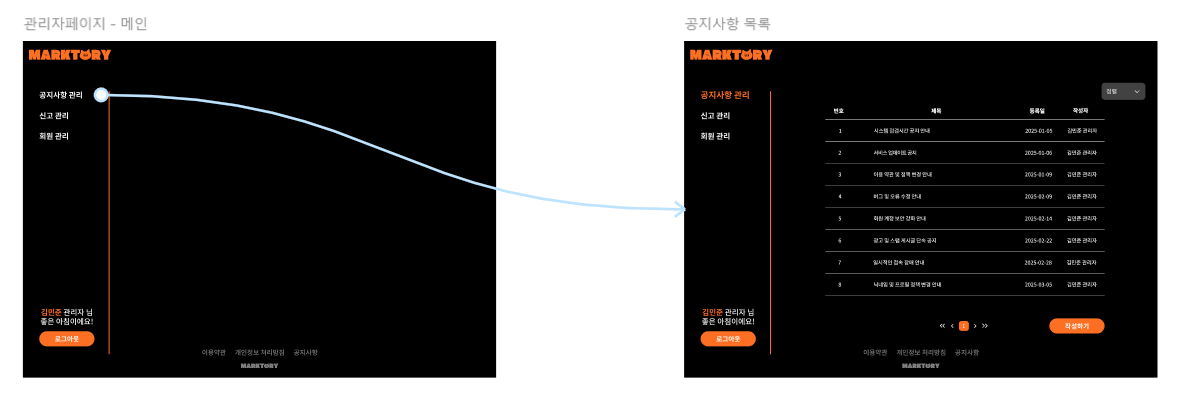 관리자페이지 - 메인
MARKTORY
공지사항 관리
신고 관리
회원 관리
김민준 관리자 님
좋은 아침이에요!
로그아웃
이용약관 개인정보 처리방침 공지사항
MARKTORY
공지사항 목록
MARKTORY
공지사항 관리
신고 관리
회원 관리
정렬
번호 제목 등록일 작성자
1 시스템 점검시간 공지 안내 2025-01-05 김민준 관리자
2 서비스 업데이트 공지 2025-01-06 김민준 관리자
3 이용 약관 및 정책 변경 안내 2025-01-09 김민준 관리자
4 버그 및 오류 수정 안내 2025-02-09 김민준 관리자
5 회원 계정 보안 강화 안내 2025-02-14 김민준 관리자
6 광고 및 스팸 게시글 단속 공지 2025-02-22 김민준 관리자
7 일시적인 접속 장애 안내 2025-02-28 김민준 관리자
8 닉네임 및 프로필 정책 변경 안내 2025-03-05 김민준 관리자
« < 1 > »
작성하기
김민준 관리자 님
좋은 아침이에요!
로그아웃
이용약관 개인정보 처리방침 공지사항
MARKTORY